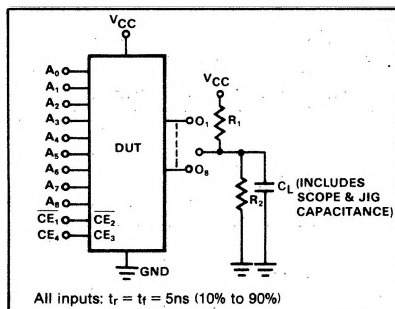 VCC
A0
A1
A2
A3
A4
A5
A6
A7
A8
CE1
CE4
DUT
CE2
CE3
O1
O8
GND
VCC
R1
R2
CL (INCLUDES
SCOPE & JIG
CAPACITANCE)
All inputs: tr = tf = 5ns (10% to 90%)